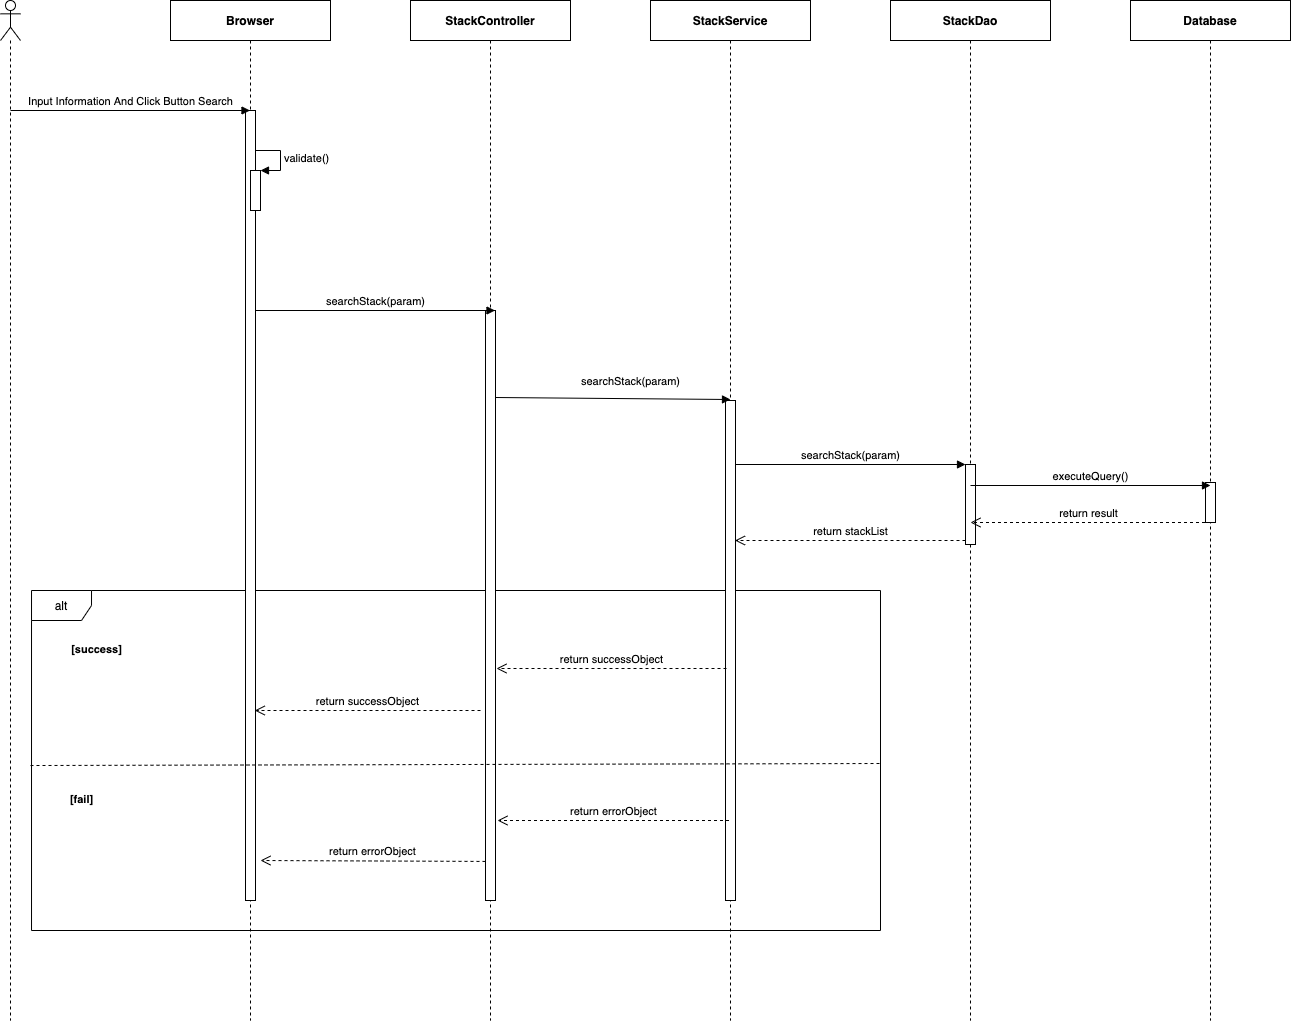 Browser
StackController
StackService
StackDao
Database
Input Information And Click Button Search
validate()
searchStack(param)
searchStack(param)
searchStack(param)
executeQuery()
return result
return stackList
alt
[success]
return successObject
return successObject
[fail]
return errorObject
return errorObject